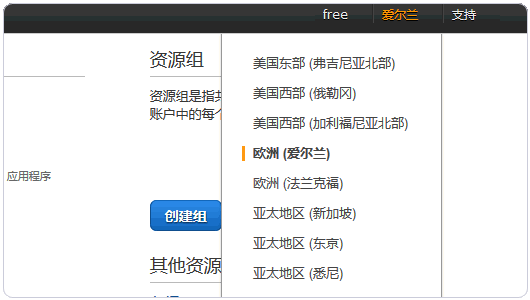 free 爱尔兰 支持
资源组
资源组是指共
账户中的每个
应用程序
创建组
其他资源
美国东部 (弗吉尼亚北部)
美国西部 (俄勒冈)
美国西部 (加利福尼亚北部)
欧洲 (爱尔兰)
欧洲 (法兰克福)
亚太地区 (新加坡)
亚太地区 (东京)
亚太地区 (悉尼)